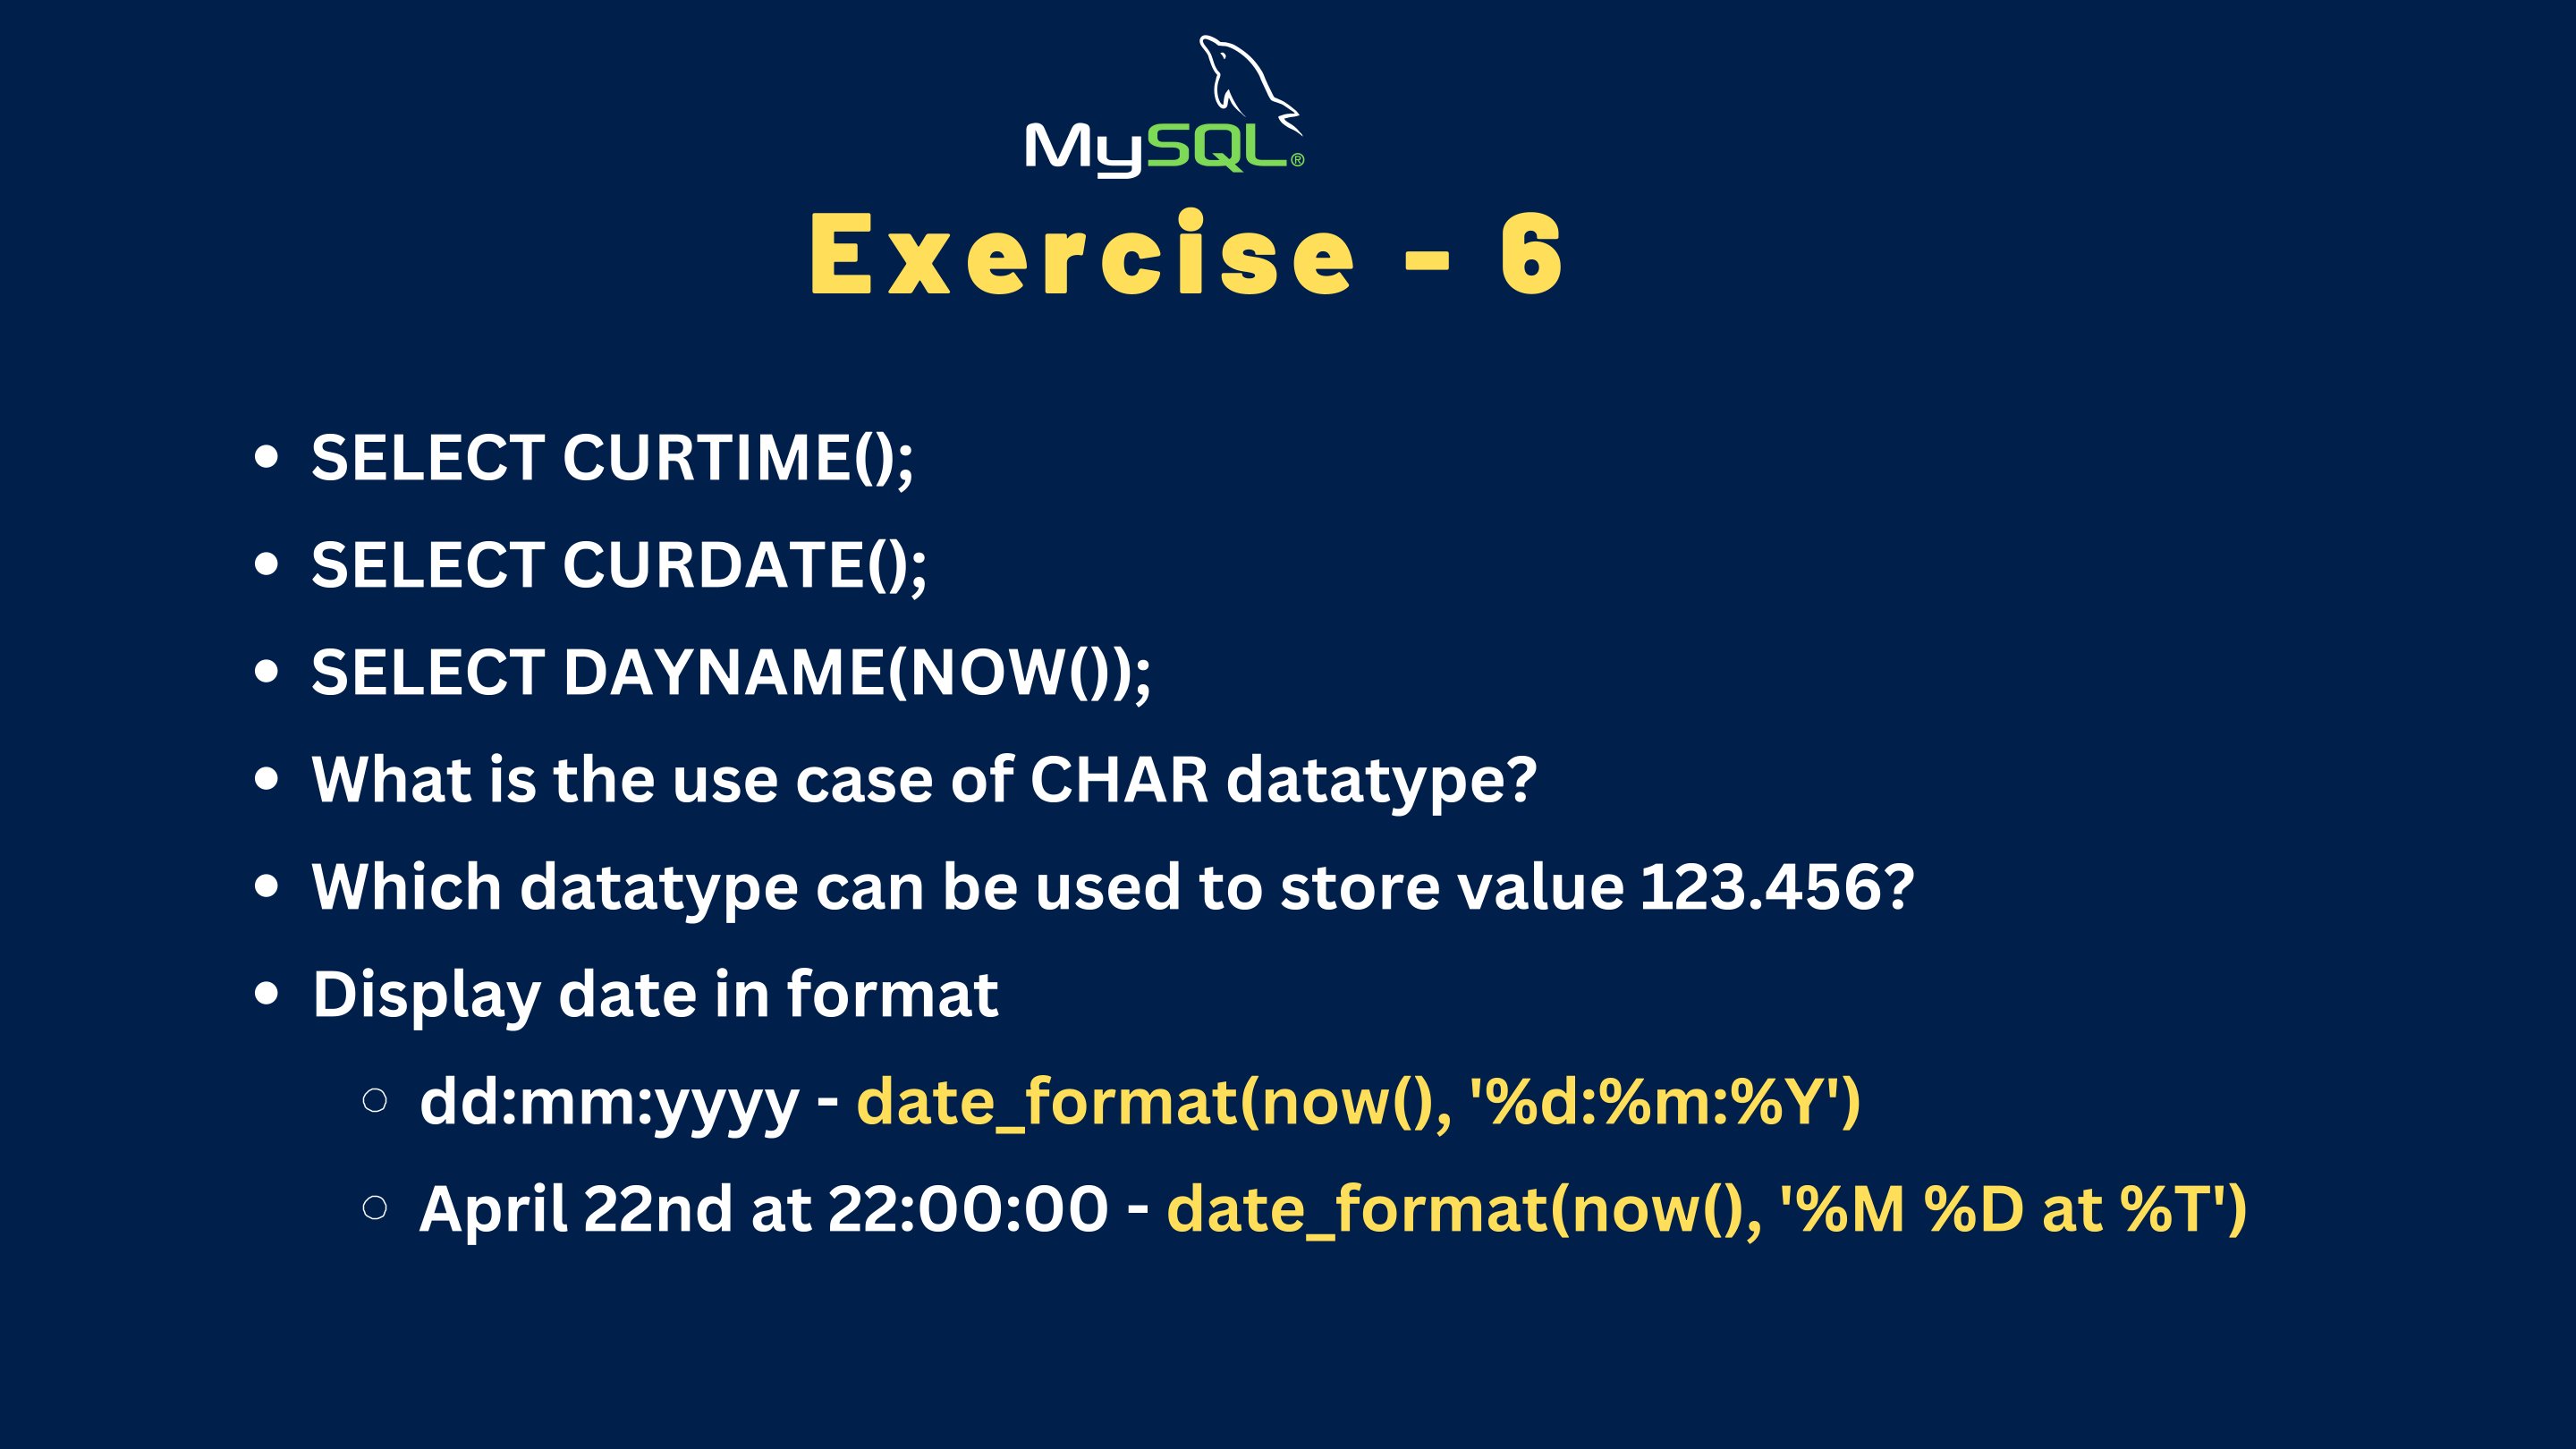 MySQL®
Exercise - 6
• SELECT CURTIME();
• SELECT CURDATE();
• SELECT DAYNAME(NOW());
• What is the use case of CHAR datatype?
• Which datatype can be used to store value 123.456?
• Display date in format
○ dd:mm:yyyy - date_format(now(), '%d:%m:%Y')
○ April 22nd at 22:00:00 - date_format(now(), '%M %D at %T')